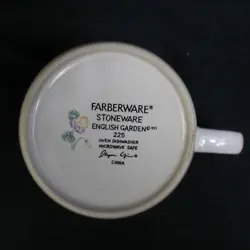 FARBERWARE®
STONEWARE
ENGLISH GARDEN©
225
OVEN DISHWASHER
MICROWAVE SAFE
CHINA